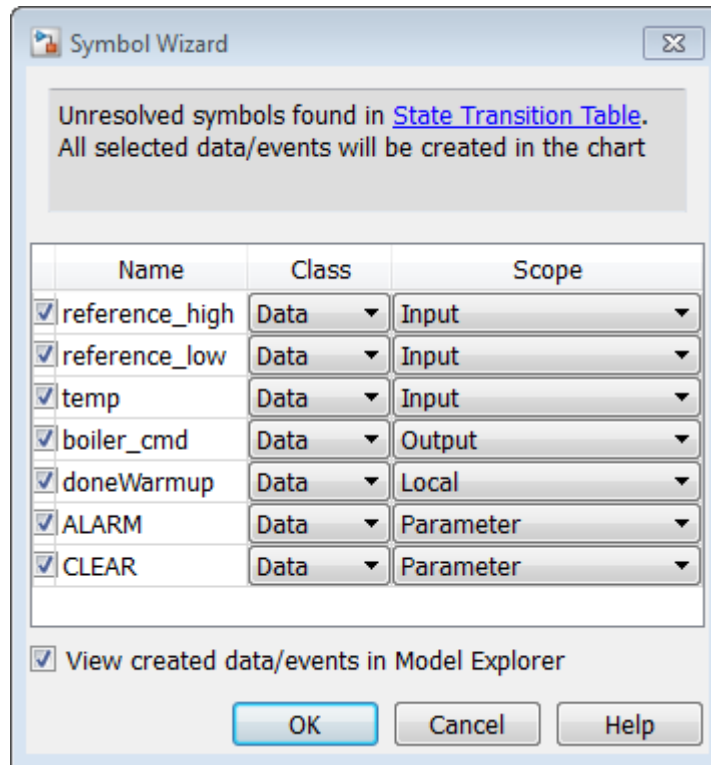 Symbol Wizard
Unresolved symbols found in State Transition Table.
All selected data/events will be created in the chart
Name Class Scope
reference_high Data Input
reference_low Data Input
temp Data Input
boiler_cmd Data Output
doneWarmup Data Local
ALARM Data Parameter
CLEAR Data Parameter
View created data/events in Model Explorer
OK Cancel Help